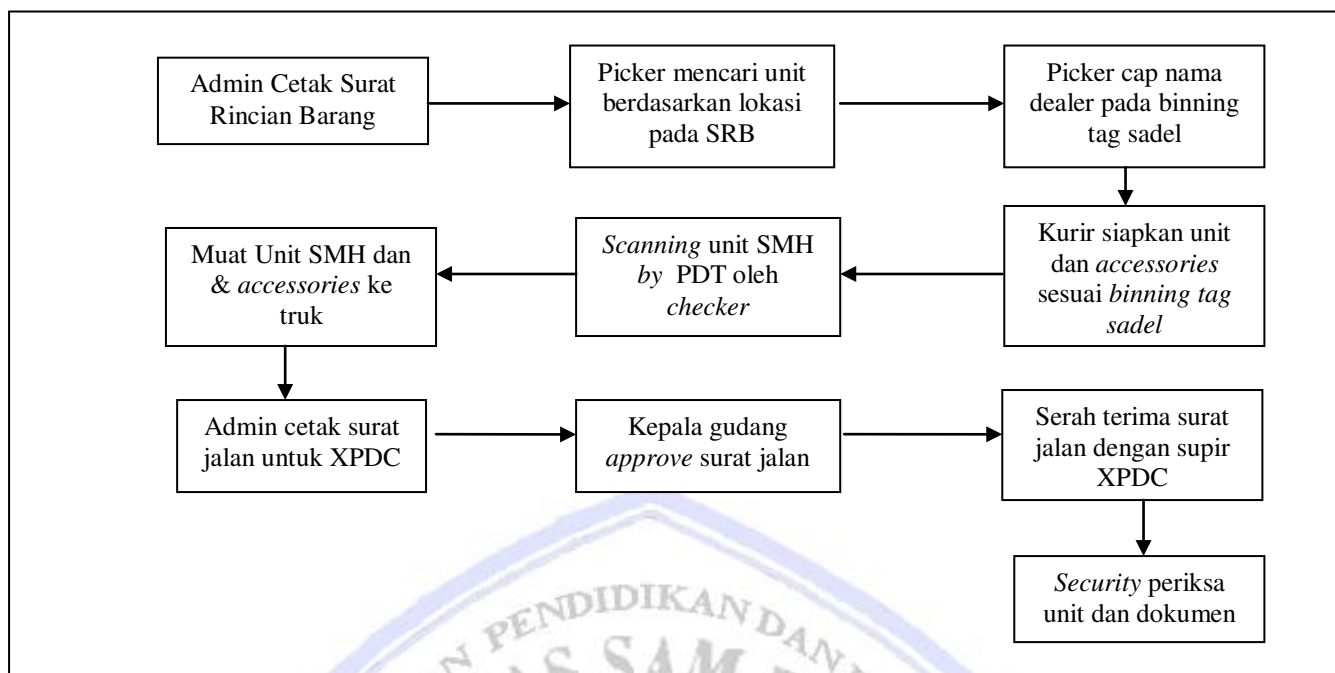 Admin Cetak Surat
Rincian Barang
Picker mencari unit
berdasarkan lokasi
pada SRB
Picker cap nama
dealer pada binning
tag sadel
Kurir siapkan unit
dan accessories
sesuai binning tag
sadel
Scanning unit SMH
by PDT oleh
checker
Muat Unit SMH dan
& accessories ke
truk
Admin cetak surat
jalan untuk XPDC
Kepala gudang
approve surat jalan
Serah terima surat
jalan dengan supir
XPDC
Security periksa
unit dan dokumen
PENDIDIKAN DAN
SAM